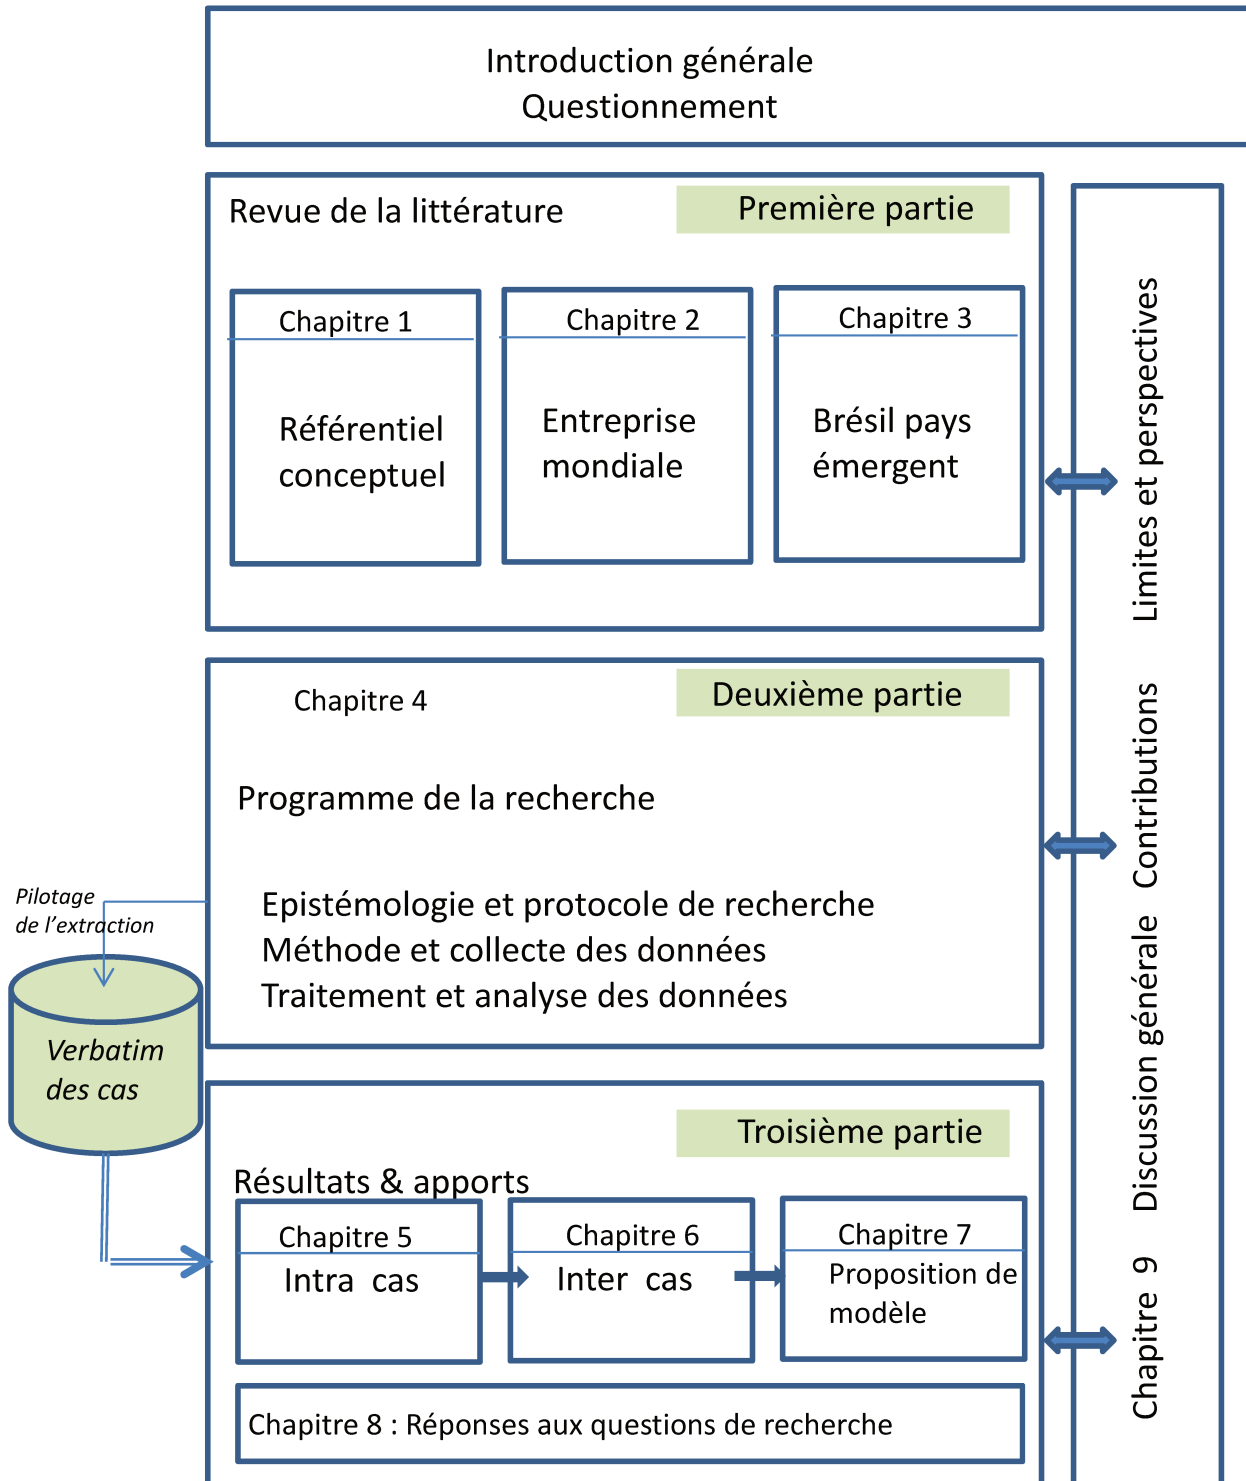 Introduction générale
Questionnement
Revue de la littérature
Première partie
Chapitre 1
Référentiel
conceptuel
Chapitre 2
Entreprise
mondiale
Chapitre 3
Brésil pays
émergent
Chapitre 4
Deuxième partie
Programme de la recherche
Epistémologie et protocole de recherche
Méthode et collecte des données
Traitement et analyse des données
Pilotage
de l’extraction
Verbatim
des cas
Troisième partie
Résultats & apports
Chapitre 5
Intra cas
Chapitre 6
Inter cas
Chapitre 7
Proposition de
modèle
Chapitre 8 : Réponses aux questions de recherche
Chapitre 9 Discussion générale Contributions Limites et perspectives